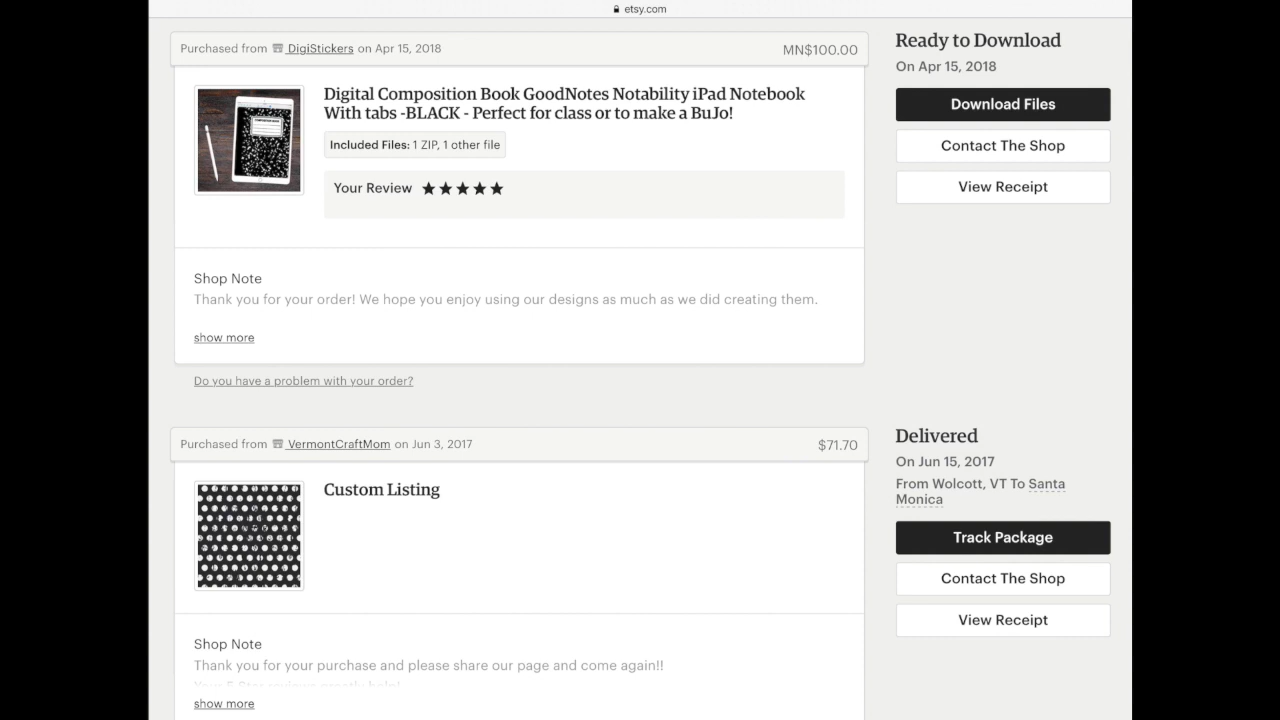 etsy.com
Purchased from DigiStickers on Apr 15, 2018
MN$100.00
Ready to Download
On Apr 15, 2018
Download Files
Contact The Shop
View Receipt
Digital Composition Book GoodNotes Notability iPad Notebook
With tabs -BLACK - Perfect for class or to make a BuJo!
Included Files: 1 ZIP, 1 other file
Your Review
Shop Note
Thank you for your order! We hope you enjoy using our designs as much as we did creating them.
show more
Do you have a problem with your order?
Purchased from VermontCraftMom on Jun 3, 2017
$71.70
Delivered
On Jun 15, 2017
From Wolcott, VT To Santa
Monica
Track Package
Contact The Shop
View Receipt
Custom Listing
Shop Note
Thank you for your purchase and please share our page and come again!!
show more